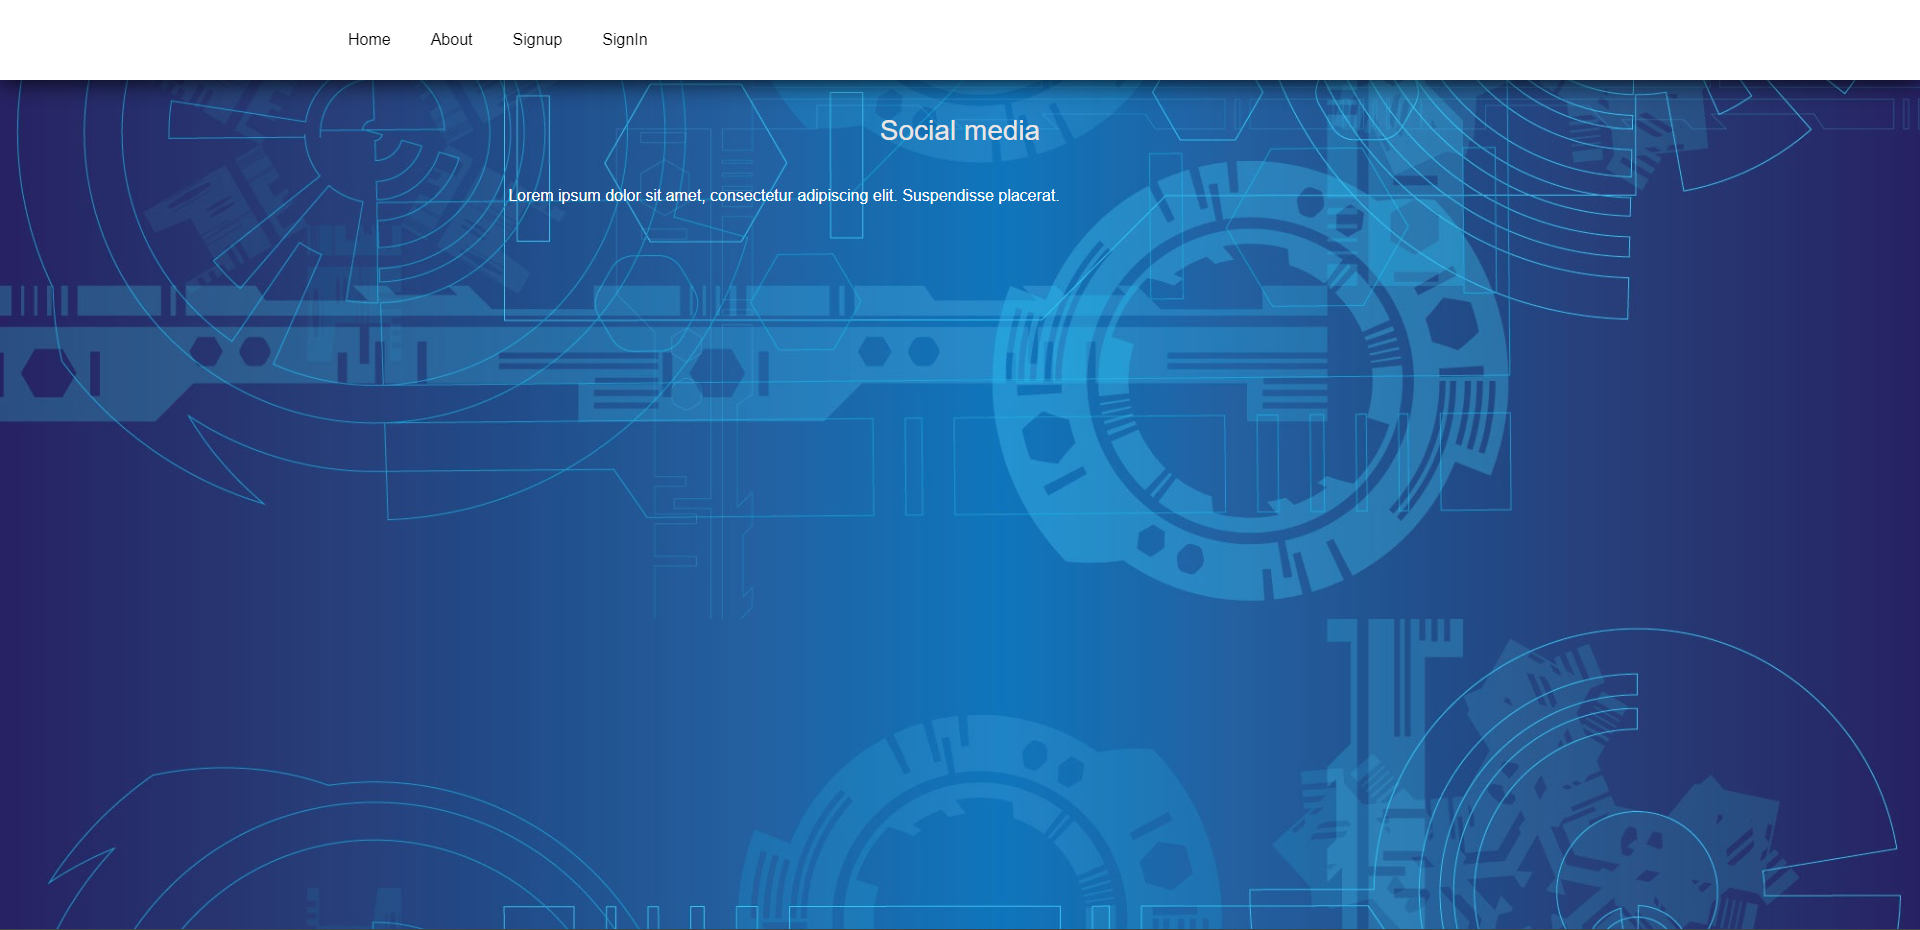 Home About Signup SignIn
Social media
Lorem ipsum dolor sit amet, consectetur adipiscing elit. Suspendisse placerat.